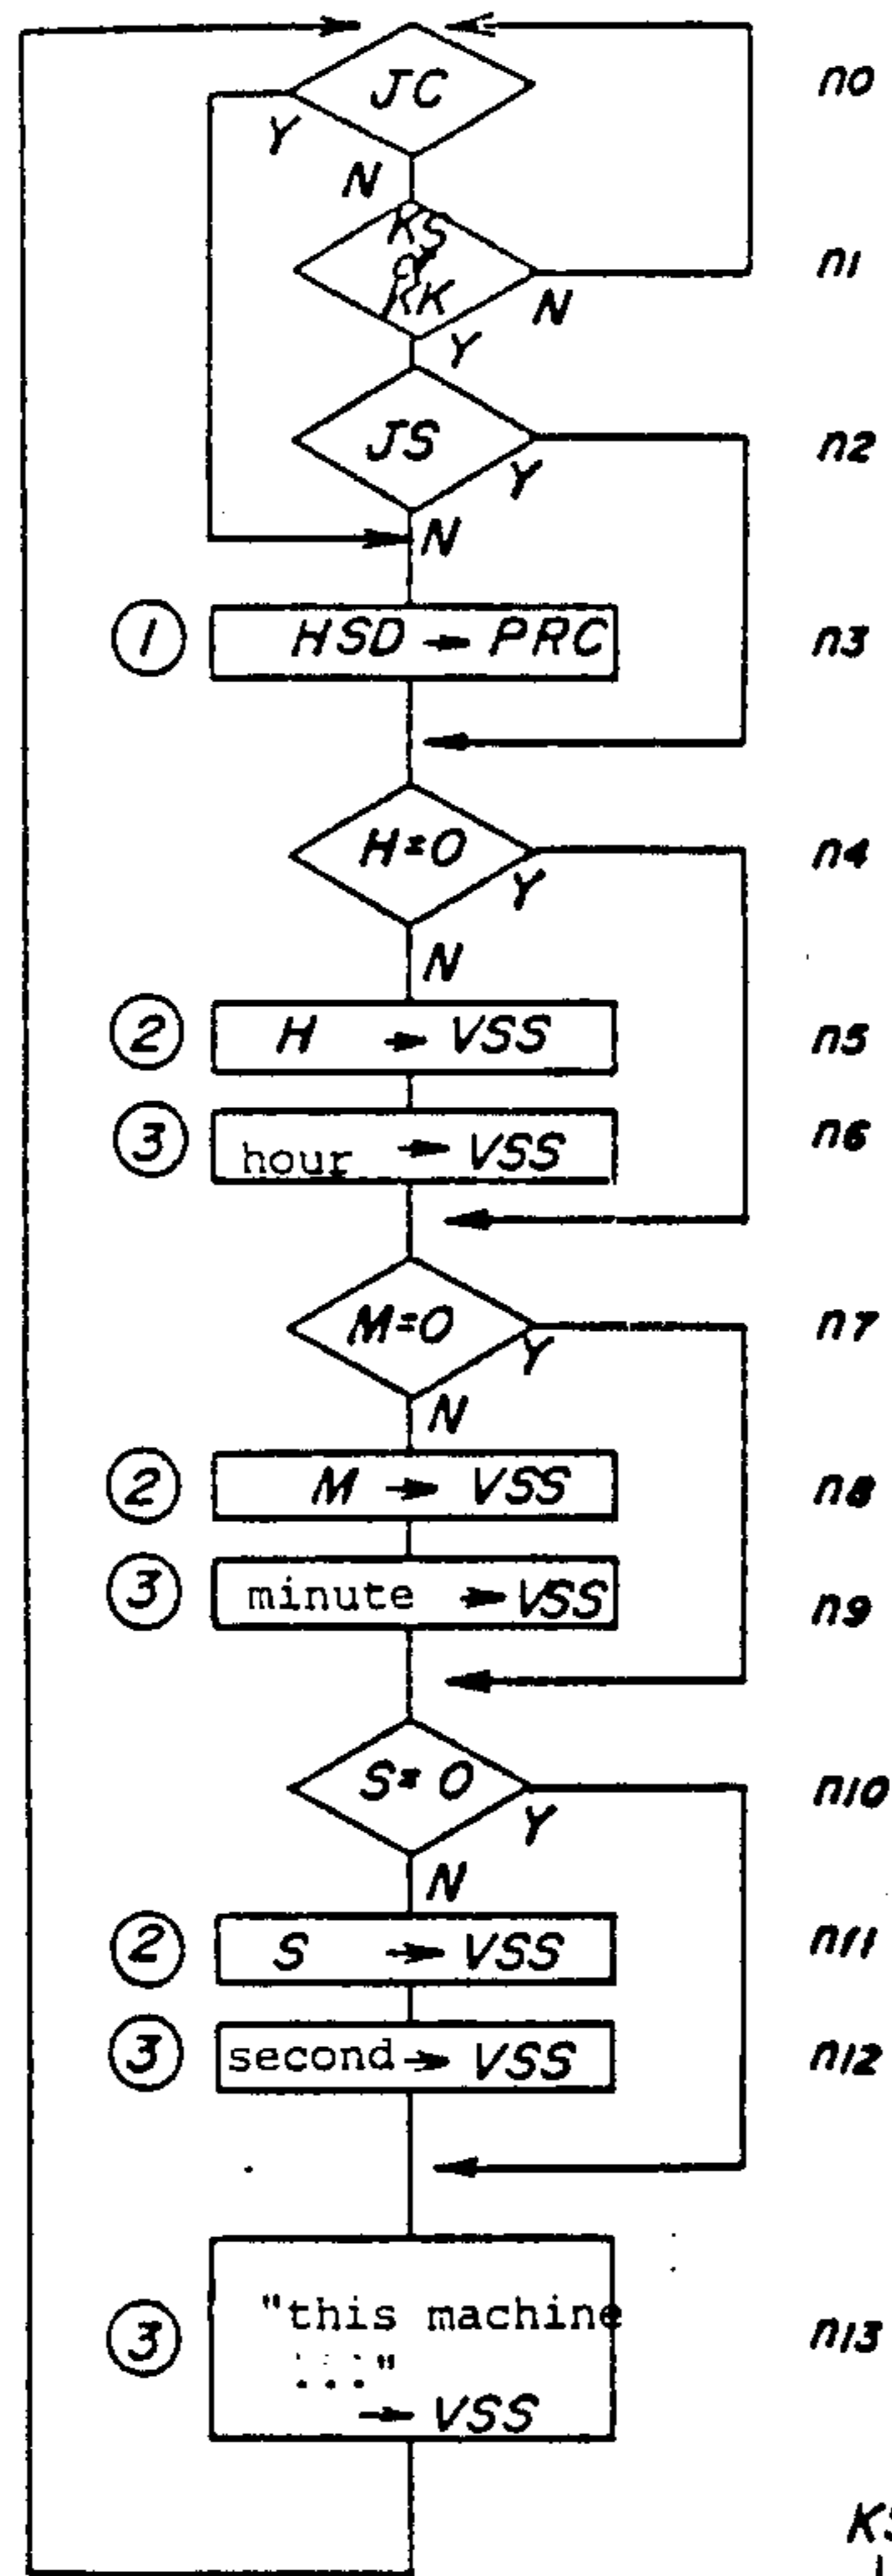 JC n0
Y
N
KS
or
RK n1
N
Y
JS n2
Y
N
1 HSD → PRC n3
H=0 n4
Y
N
2 H → VSS n5
3 hour → VSS n6
M=0 n7
Y
N
2 M → VSS n8
3 minute → VSS n9
S=0 n10
Y
N
2 S → VSS n11
3 second → VSS n12
3 "this machine n13
..."
→ VSS
KS